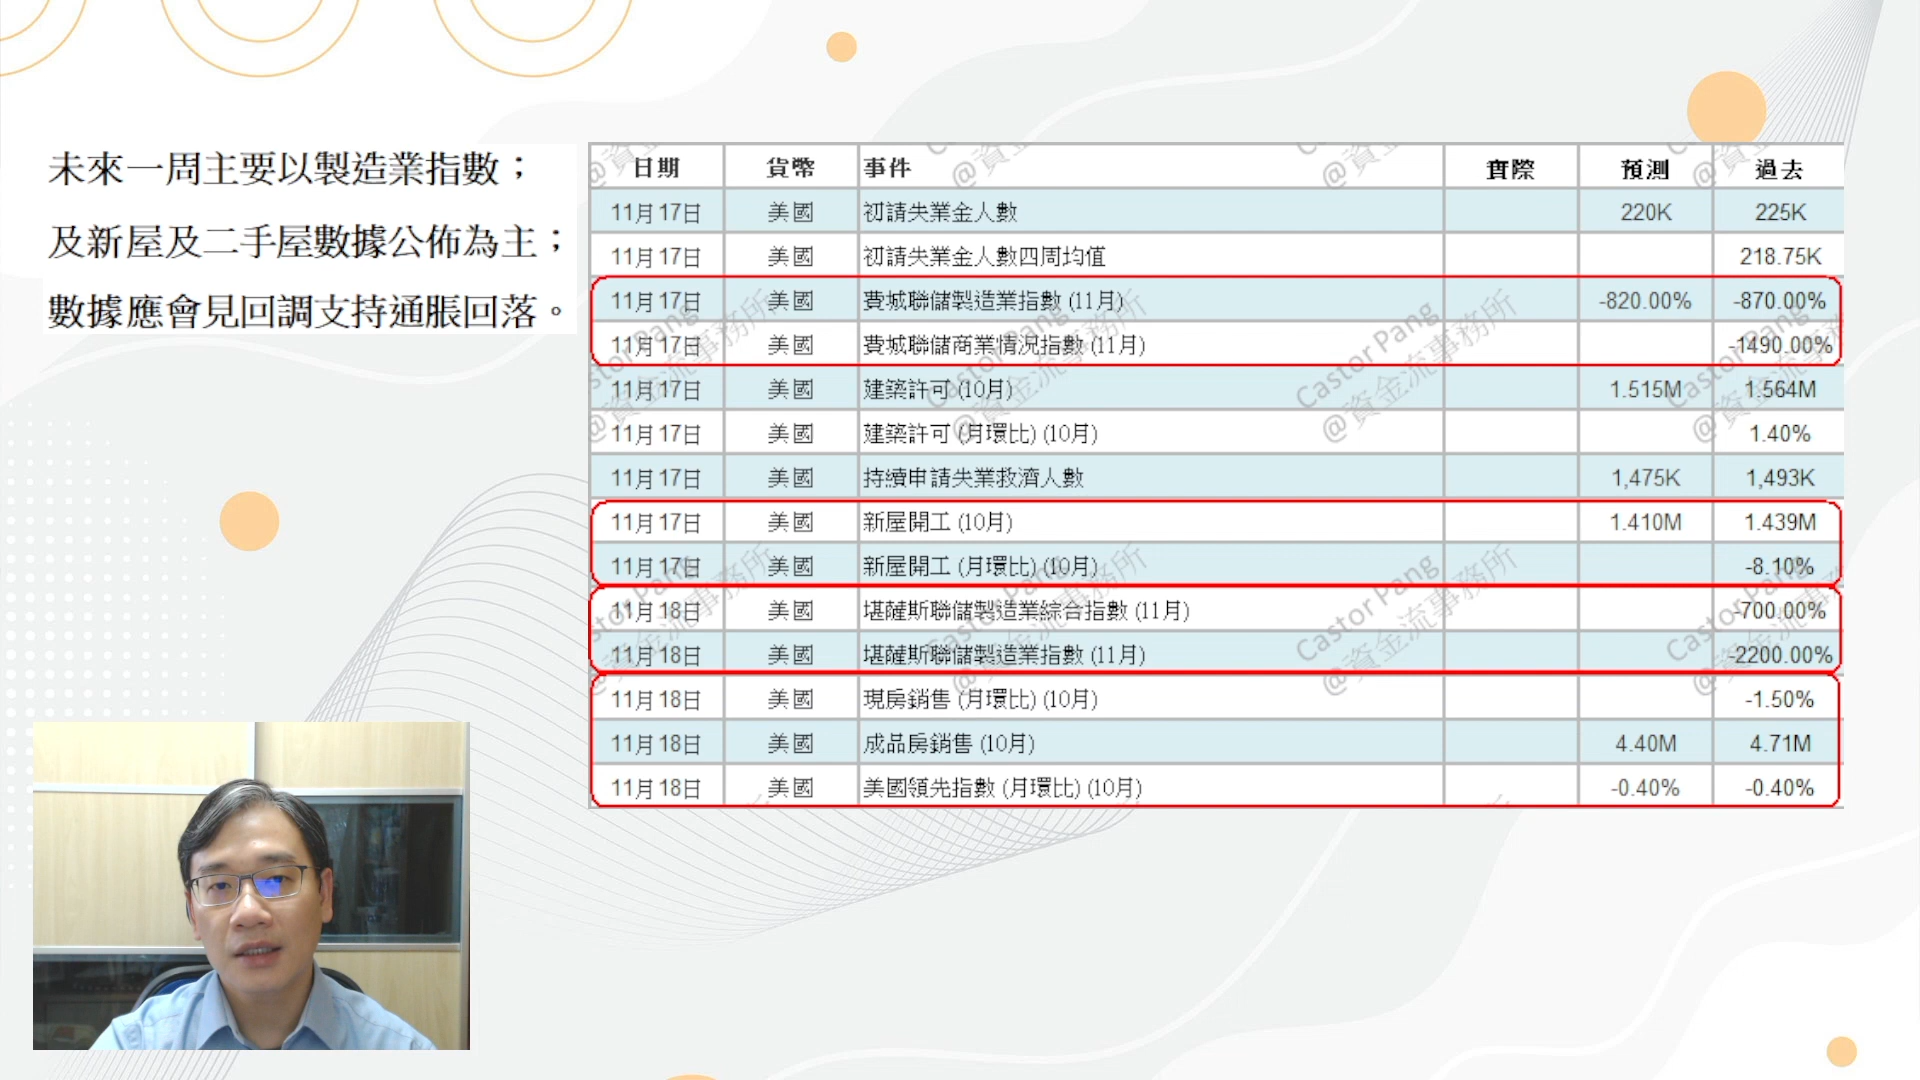 未來一周主要以製造業指數；
及新屋及二手屋數據公佈為主；
數據應會見回調支持通脹回落。
日期 貨幣 事件 實際 預測 過去
11月17日 美國 初請失業金人數 220K 225K
11月17日 美國 初請失業金人數四周均值 218.75K
11月17日 美國 費城聯儲製造業指數 (11月) -820.00% -870.00%
11月17日 美國 費城聯儲商業情況指數 (11月) -1490.00%
11月17日 美國 建築許可 (10月) 1.515M 1.564M
11月17日 美國 建築許可 (月環比) (10月) 1.40%
11月17日 美國 持續申請失業救濟人數 1,475K 1,493K
11月17日 美國 新屋開工 (10月) 1.410M 1.439M
11月17日 美國 新屋開工 (月環比) (10月) -8.10%
11月18日 美國 堪薩斯聯儲製造業綜合指數 (11月) -700.00%
11月18日 美國 堪薩斯聯儲製造業指數 (11月) -2200.00%
11月18日 美國 現房銷售 (月環比) (10月) -1.50%
11月18日 美國 成品房銷售 (10月) 4.40M 4.71M
11月18日 美國 美國領先指數 (月環比) (10月) -0.40% -0.40%
Castor Pang
@資金流事務所